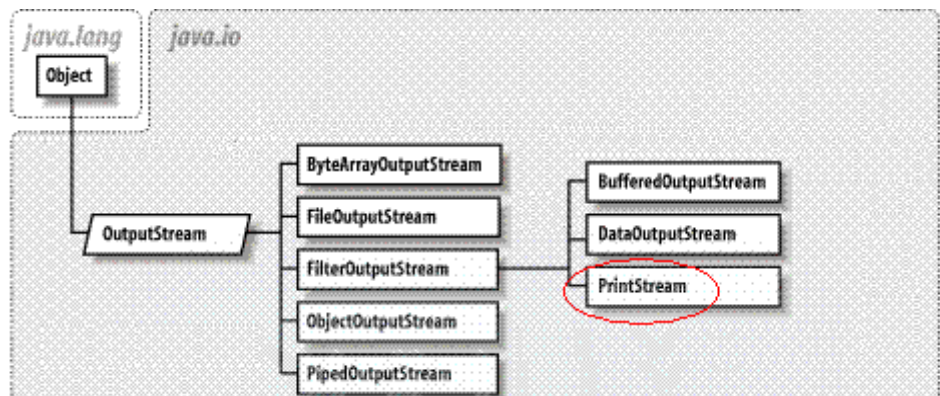 java.lang
java.io
Object
OutputStream
ByteArrayOutputStream
FileOutputStream
FilterOutputStream
ObjectOutputStream
PipedOutputStream
BufferedOutputStream
DataOutputStream
PrintStream